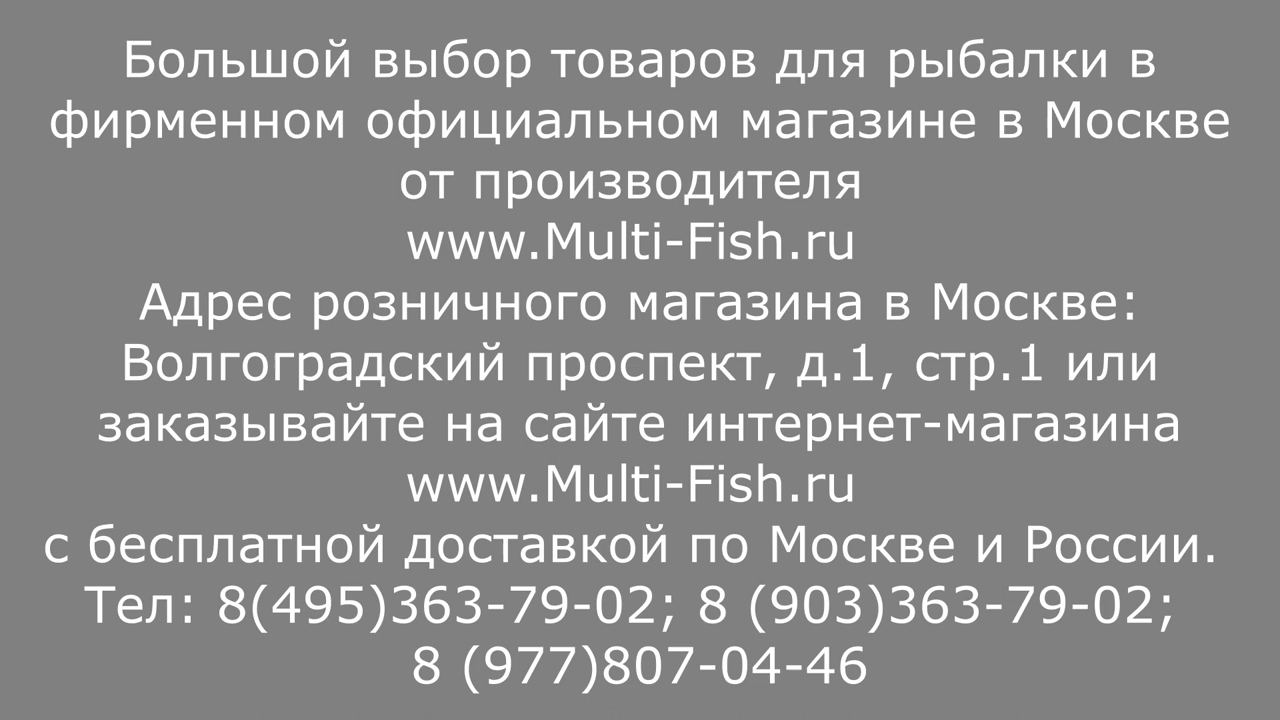 Большой выбор товаров для рыбалки в
фирменном официальном магазине в Москве
от производителя
www.Multi-Fish.ru
Адрес розничного магазина в Москве:
Волгоградский проспект, д.1, стр.1 или
заказывайте на сайте интернет-магазина
www.Multi-Fish.ru
с бесплатной доставкой по Москве и России.
Тел: 8(495)363-79-02; 8 (903)363-79-02;
8 (977)807-04-46